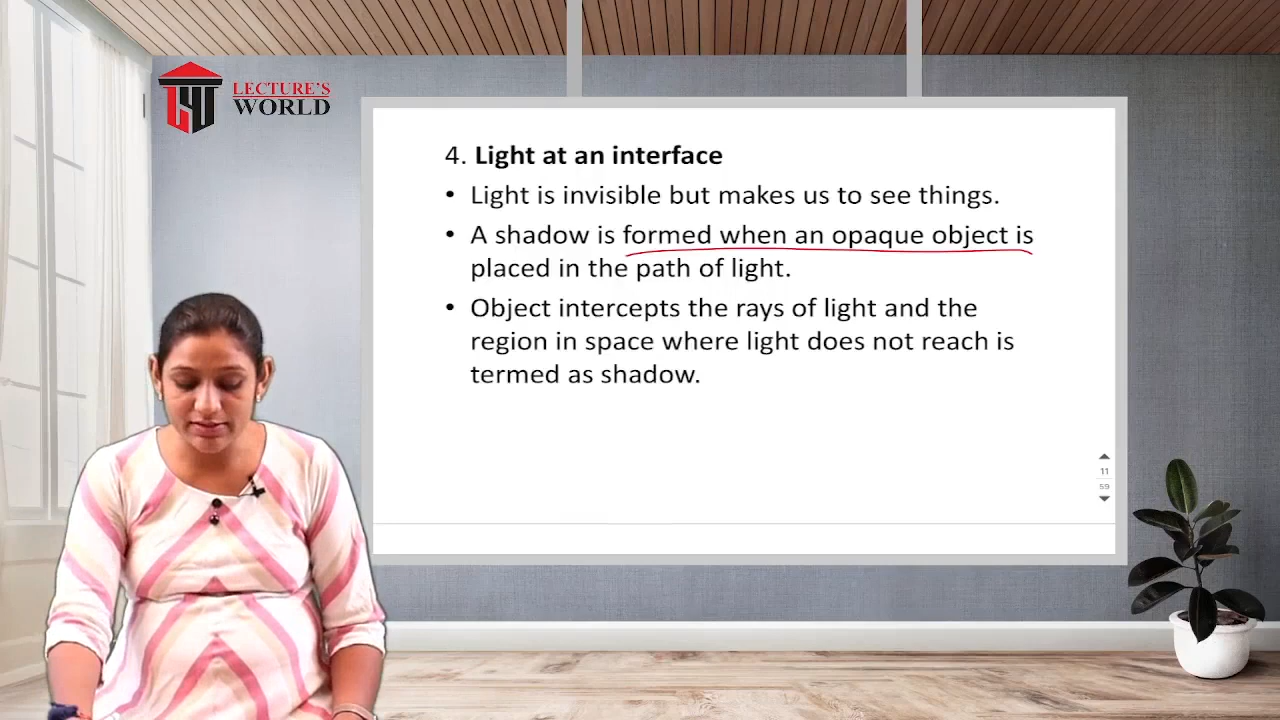 LECTURE'S
WORLD
4. Light at an interface
• Light is invisible but makes us to see things.
• A shadow is formed when an opaque object is
placed in the path of light.
• Object intercepts the rays of light and the
region in space where light does not reach is
termed as shadow.
11
59